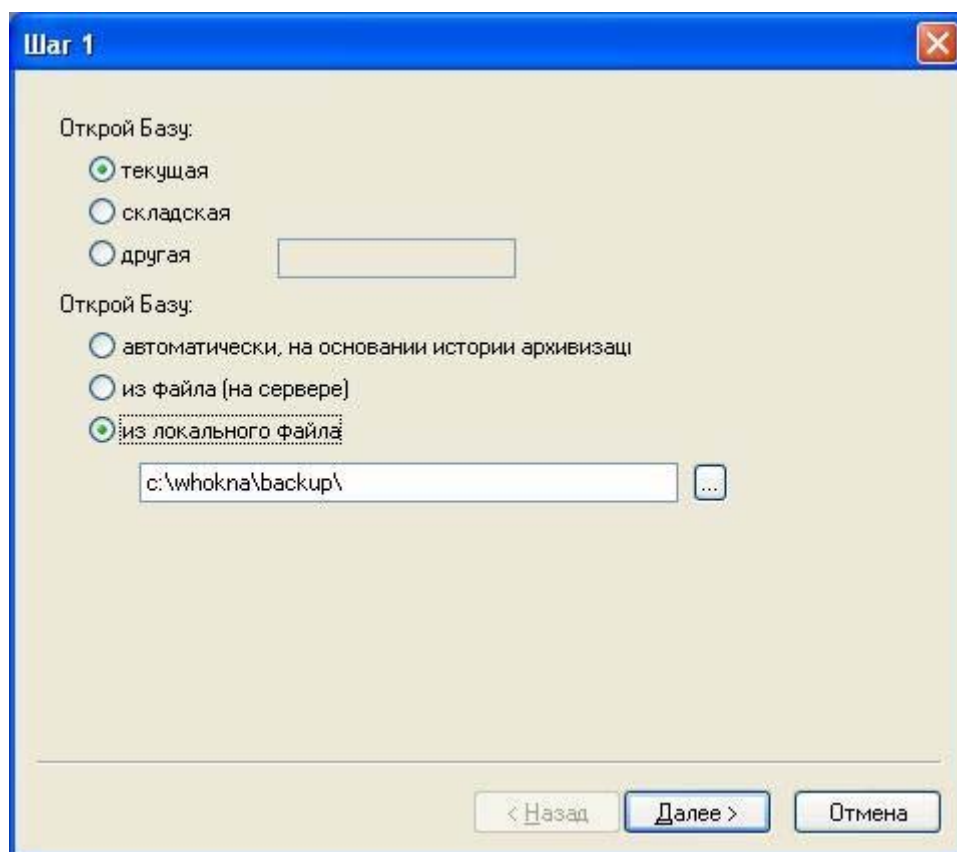 Шаг 1
Открой Базу:
текущая
складская
другая
Открой Базу:
автоматически, на основании истории архивизаці
из файла (на сервере)
из локального файла
c:\whokna\backup\
...
< Назад
Далее >
Отмена